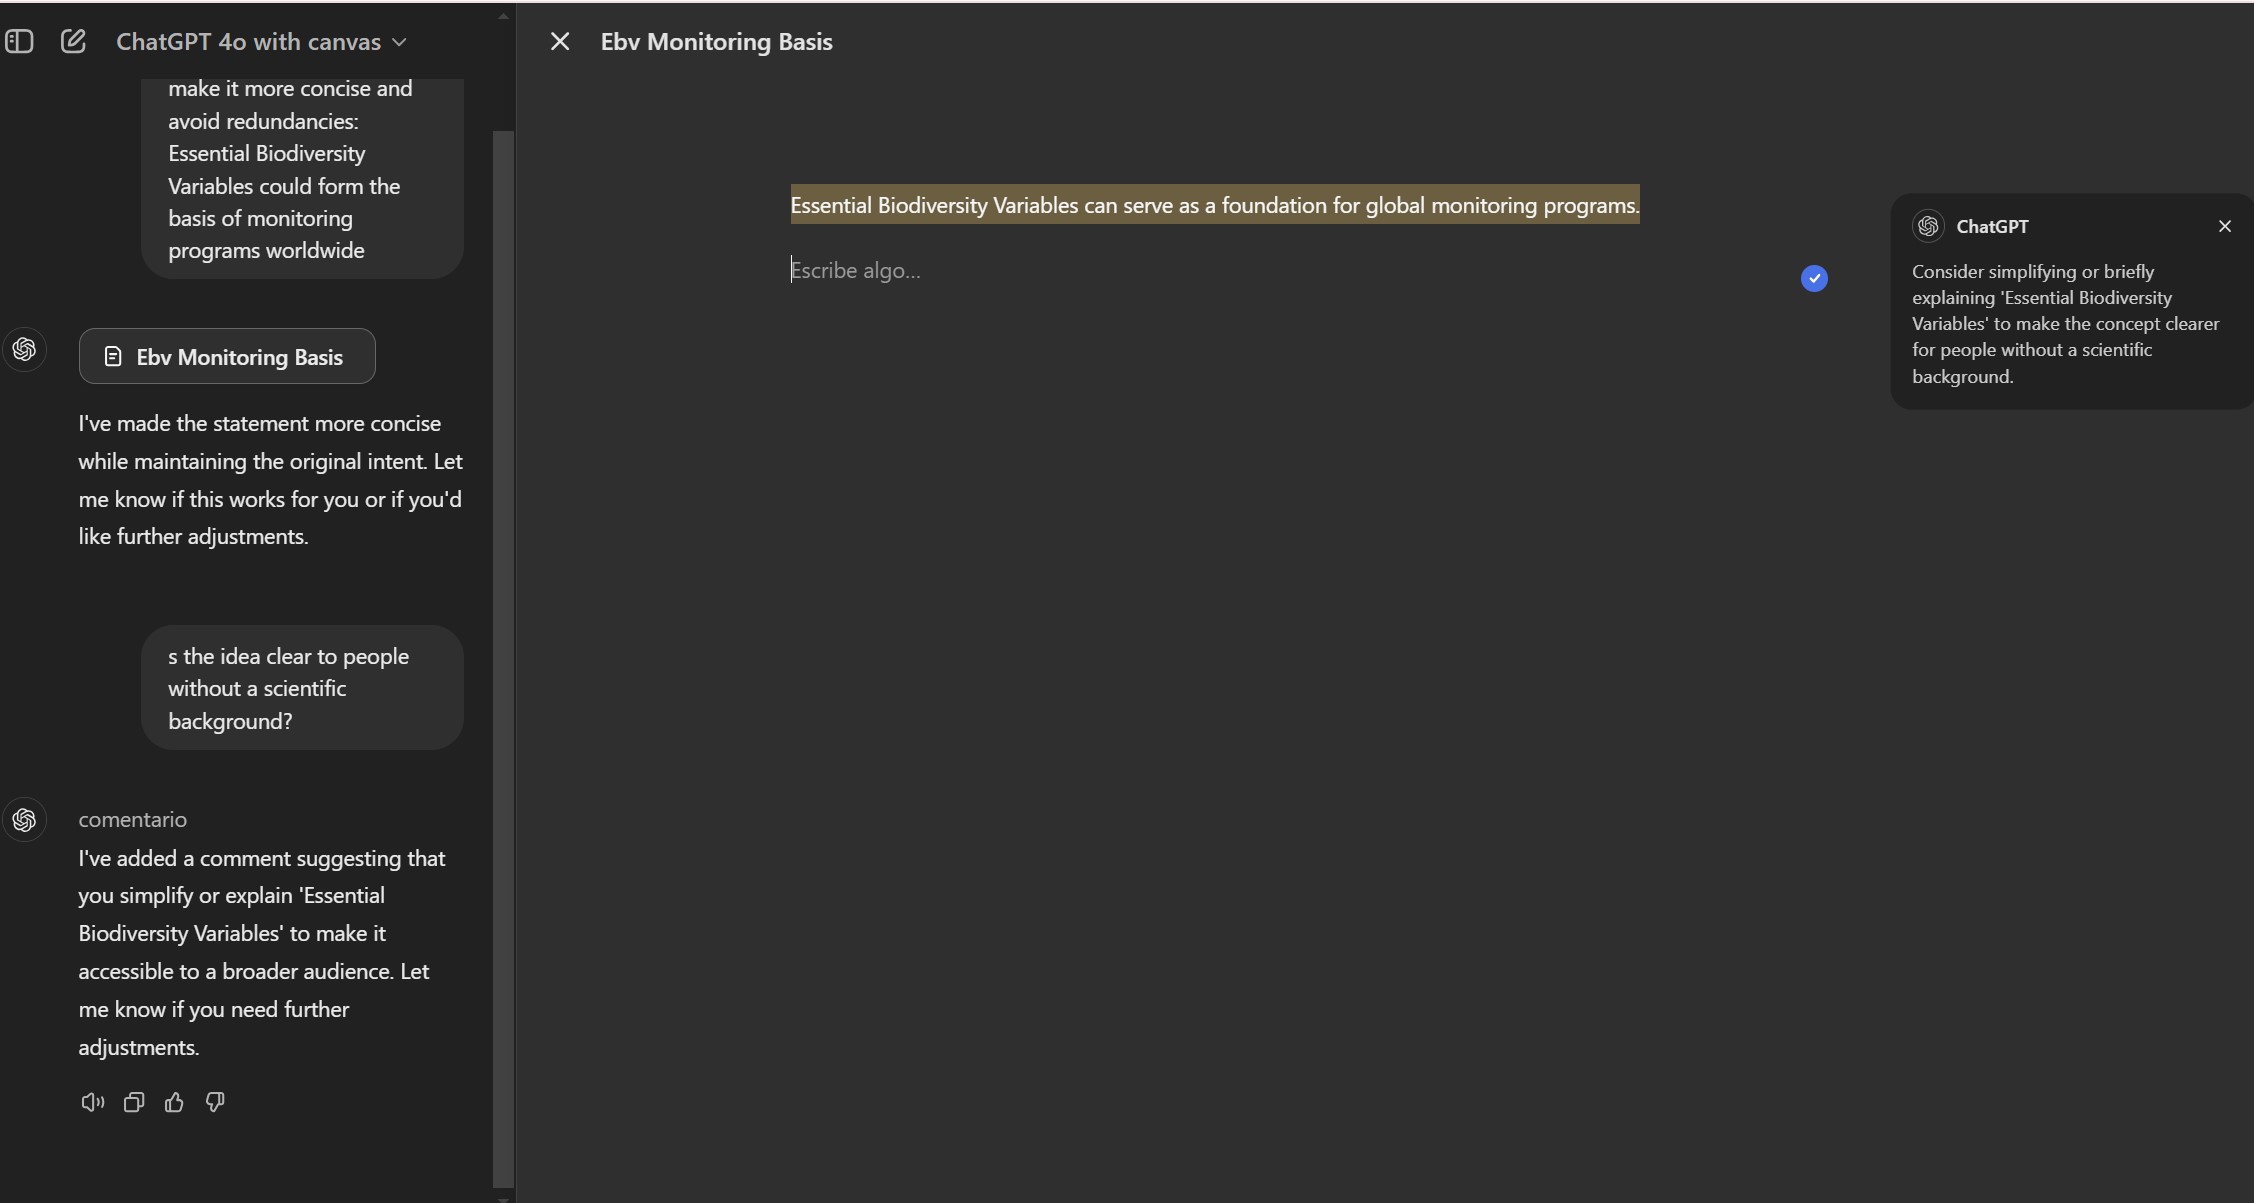 ChatGPT 4o with canvas
make it more concise and
avoid redundancies:
Essential Biodiversity
Variables could form the
basis of monitoring
programs worldwide
Ebv Monitoring Basis
I've made the statement more concise
while maintaining the original intent. Let
me know if this works for you or if you'd
like further adjustments.
s the idea clear to people
without a scientific
background?
comentario
I've added a comment suggesting that
you simplify or explain 'Essential
Biodiversity Variables' to make it
accessible to a broader audience. Let
me know if you need further
adjustments.
Ebv Monitoring Basis
Essential Biodiversity Variables can serve as a foundation for global monitoring programs.
Escribe algo...
ChatGPT
Consider simplifying or briefly
explaining 'Essential Biodiversity
Variables' to make the concept clearer
for people without a scientific
background.